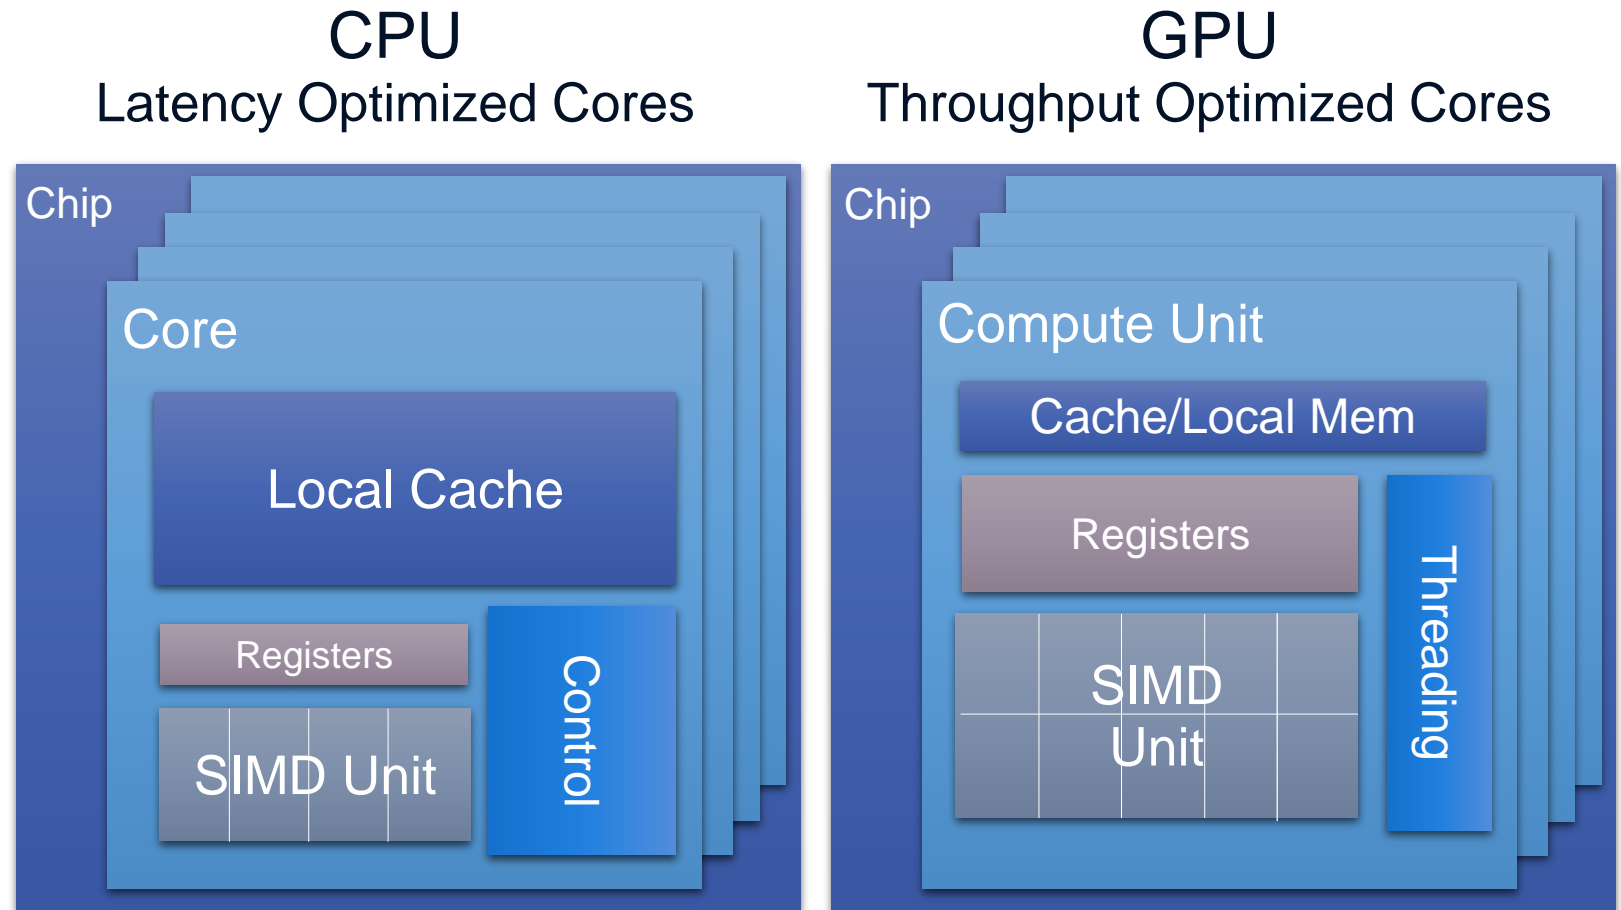 CPU
Latency Optimized Cores
Chip
Core
Local Cache
Registers
SIMD Unit
Control
GPU
Throughput Optimized Cores
Chip
Compute Unit
Cache/Local Mem
Registers
SIMD
Unit
Threading